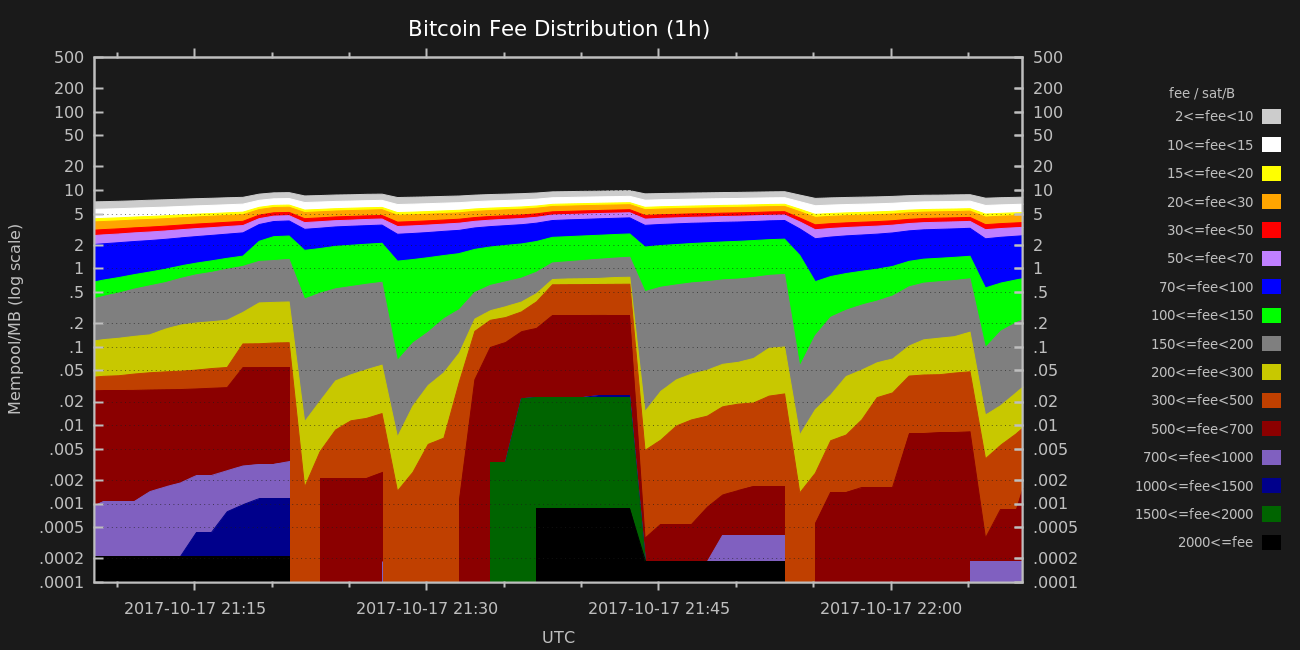 Bitcoin Fee Distribution (1h)
500
200
100
50
20
10
5
2
1
.5
.2
.1
.05
.02
.01
.005
.002
.001
.0005
.0002
.0001
Mempool/MB (log scale)
500
200
100
50
20
10
5
2
1
.5
.2
.1
.05
.02
.01
.005
.002
.001
.0005
.0002
.0001
2017-10-17 21:15
2017-10-17 21:30
2017-10-17 21:45
2017-10-17 22:00
UTC
fee / sat/B
2<=fee<10
10<=fee<15
15<=fee<20
20<=fee<30
30<=fee<50
50<=fee<70
70<=fee<100
100<=fee<150
150<=fee<200
200<=fee<300
300<=fee<500
500<=fee<700
700<=fee<1000
1000<=fee<1500
1500<=fee<2000
2000<=fee